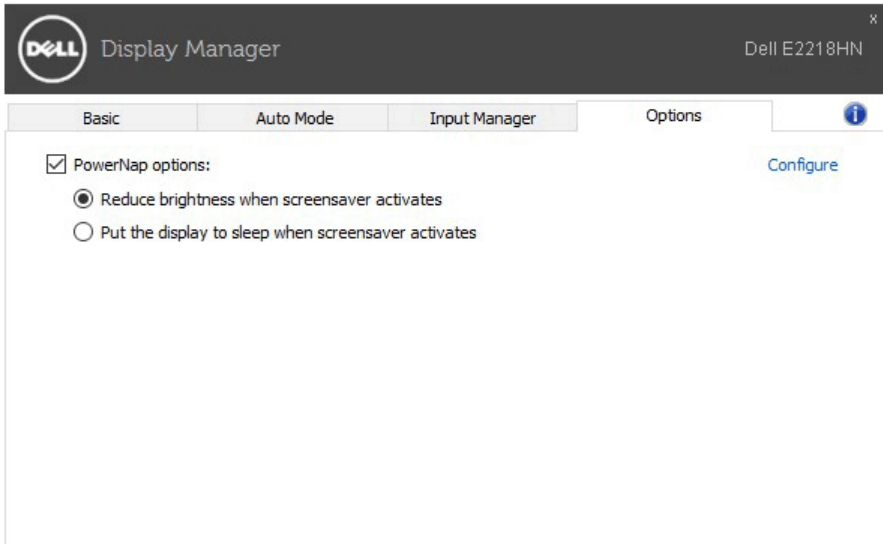 x
DELL Display Manager Dell E2218HN
Basic Auto Mode Input Manager Options i
PowerNap options: Configure
Reduce brightness when screensaver activates
Put the display to sleep when screensaver activates